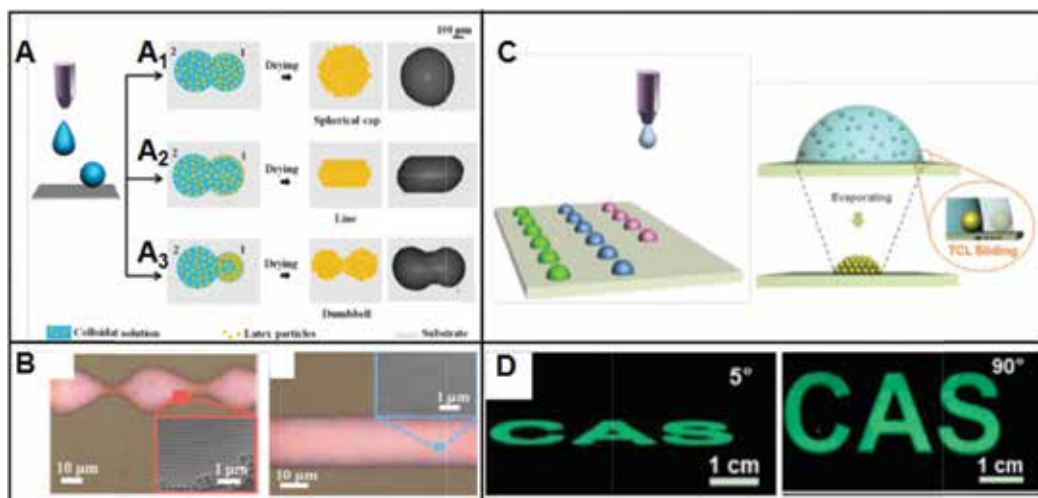 A
A1
2
1
Drying
100 μm
Spherical cap
A2
2
1
Drying
Line
A3
2
1
Drying
Dumbbell
Colloidal solution
Latex particles
Substrate
B
10 μm
1 μm
10 μm
1 μm
C
Evaporating
TCL Sliding
D
5°
CAS
1 cm
90°
CAS
1 cm